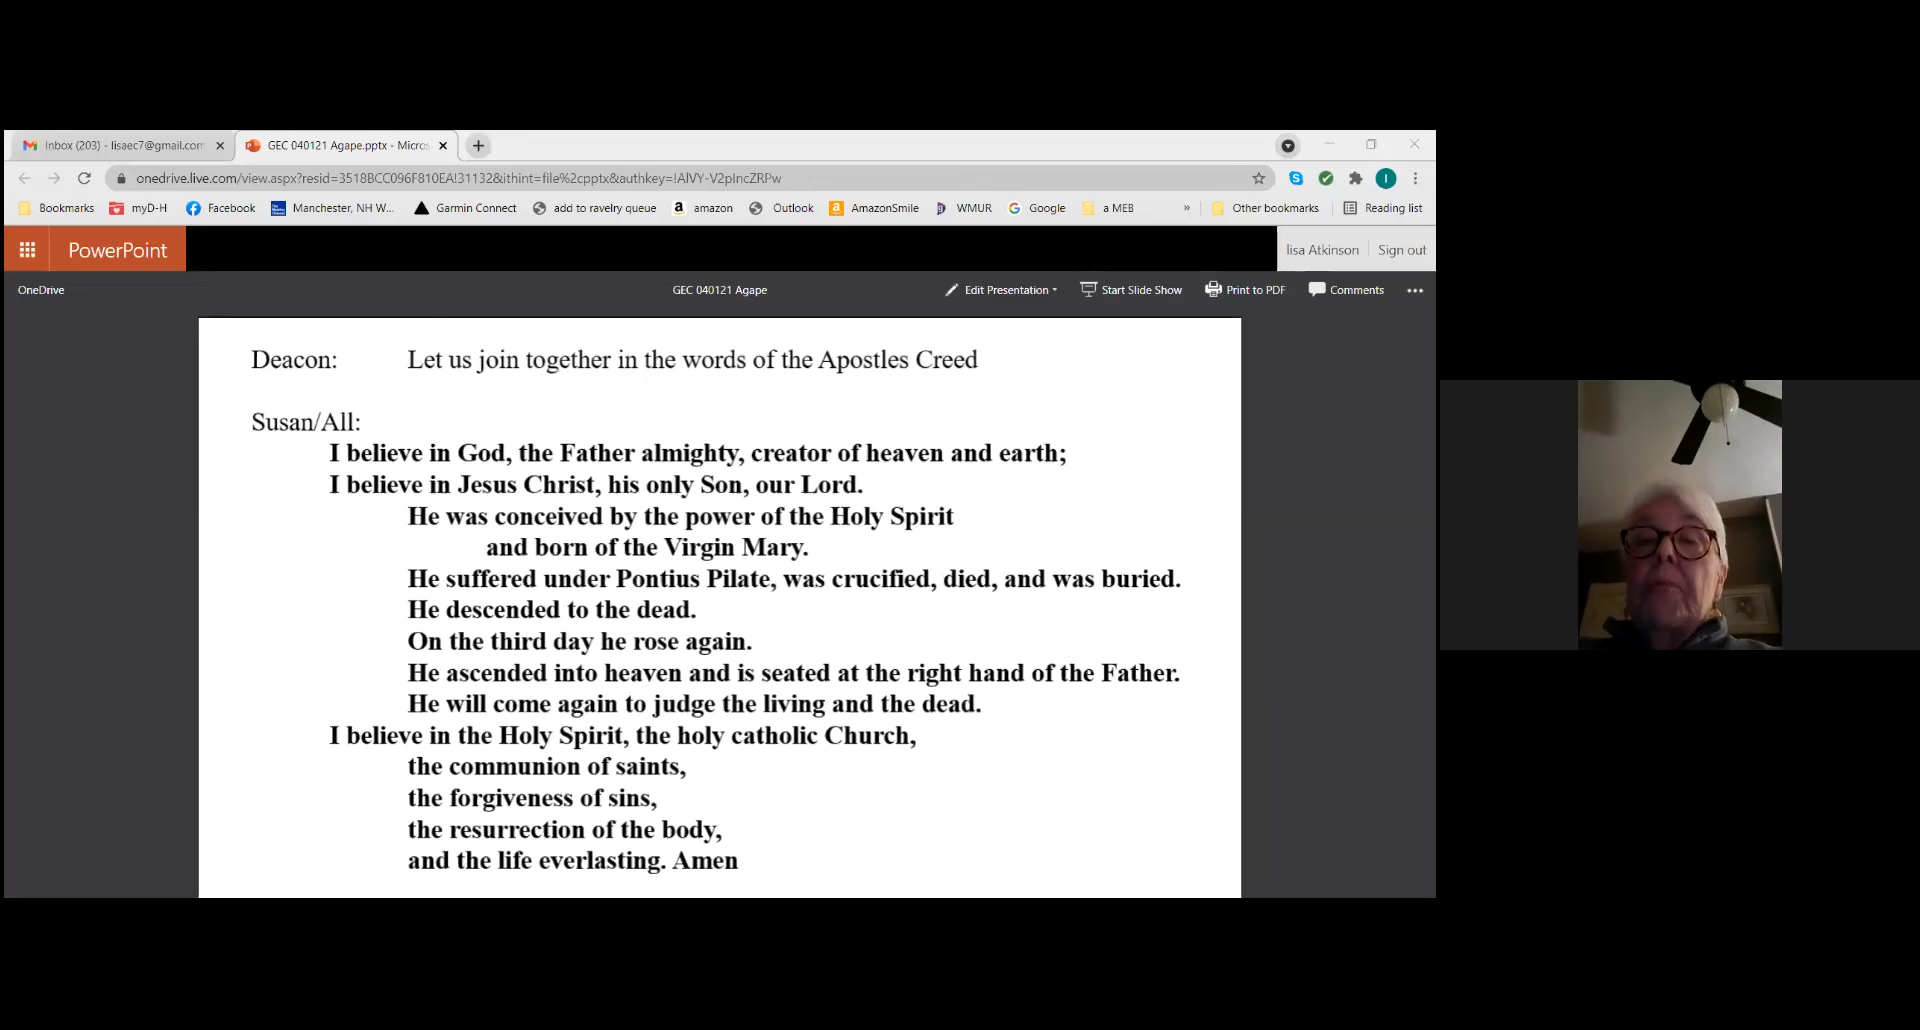 Inbox (203) - lisaec7@gmail.com
GEC 040121 Agape.pptx - Micros
onedrive.live.com/view.aspx?resid=3518BCC096F810EA!31132&ithint=file%2cpptx&authkey=!AlVY-V2pIncZRPw
Bookmarks myD-H Facebook Manchester, NH W... Garmin Connect add to ravelry queue amazon Outlook AmazonSmile WMUR Google a MEB » Other bookmarks Reading list
PowerPoint lisa Atkinson Sign out
OneDrive GEC 040121 Agape Edit Presentation Start Slide Show Print to PDF Comments
Deacon: Let us join together in the words of the Apostles Creed
Susan/All:
I believe in God, the Father almighty, creator of heaven and earth;
I believe in Jesus Christ, his only Son, our Lord.
He was conceived by the power of the Holy Spirit
and born of the Virgin Mary.
He suffered under Pontius Pilate, was crucified, died, and was buried.
He descended to the dead.
On the third day he rose again.
He ascended into heaven and is seated at the right hand of the Father.
He will come again to judge the living and the dead.
I believe in the Holy Spirit, the holy catholic Church,
the communion of saints,
the forgiveness of sins,
the resurrection of the body,
and the life everlasting. Amen